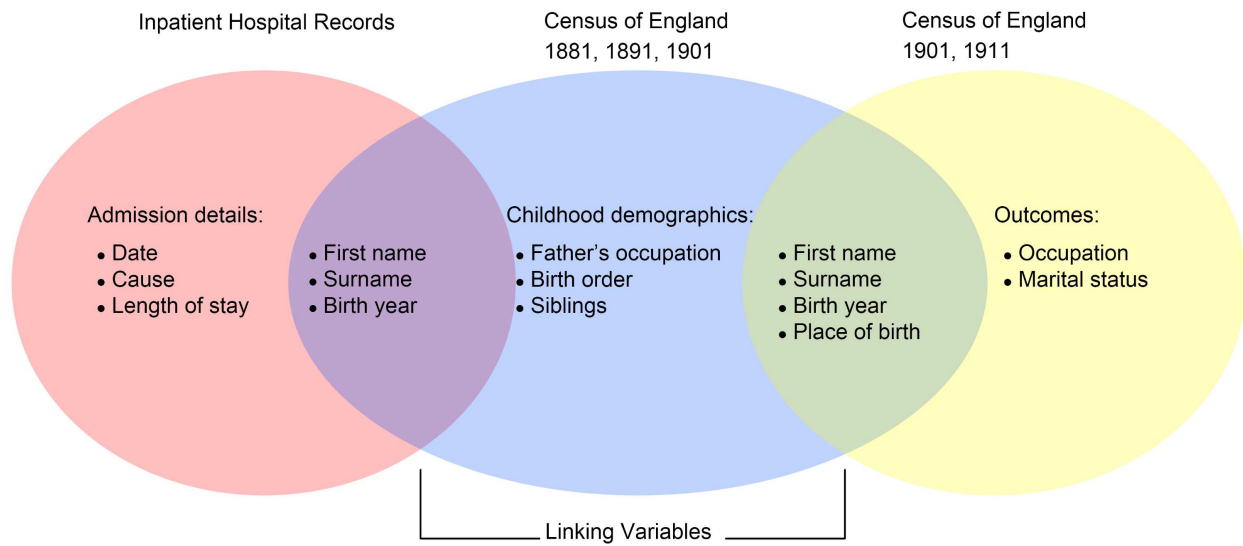 Inpatient Hospital Records
Census of England
1881, 1891, 1901
Census of England
1901, 1911
Admission details:
• Date
• Cause
• Length of stay
• First name
• Surname
• Birth year
Childhood demographics:
• Father's occupation
• Birth order
• Siblings
• First name
• Surname
• Birth year
• Place of birth
Outcomes:
• Occupation
• Marital status
Linking Variables